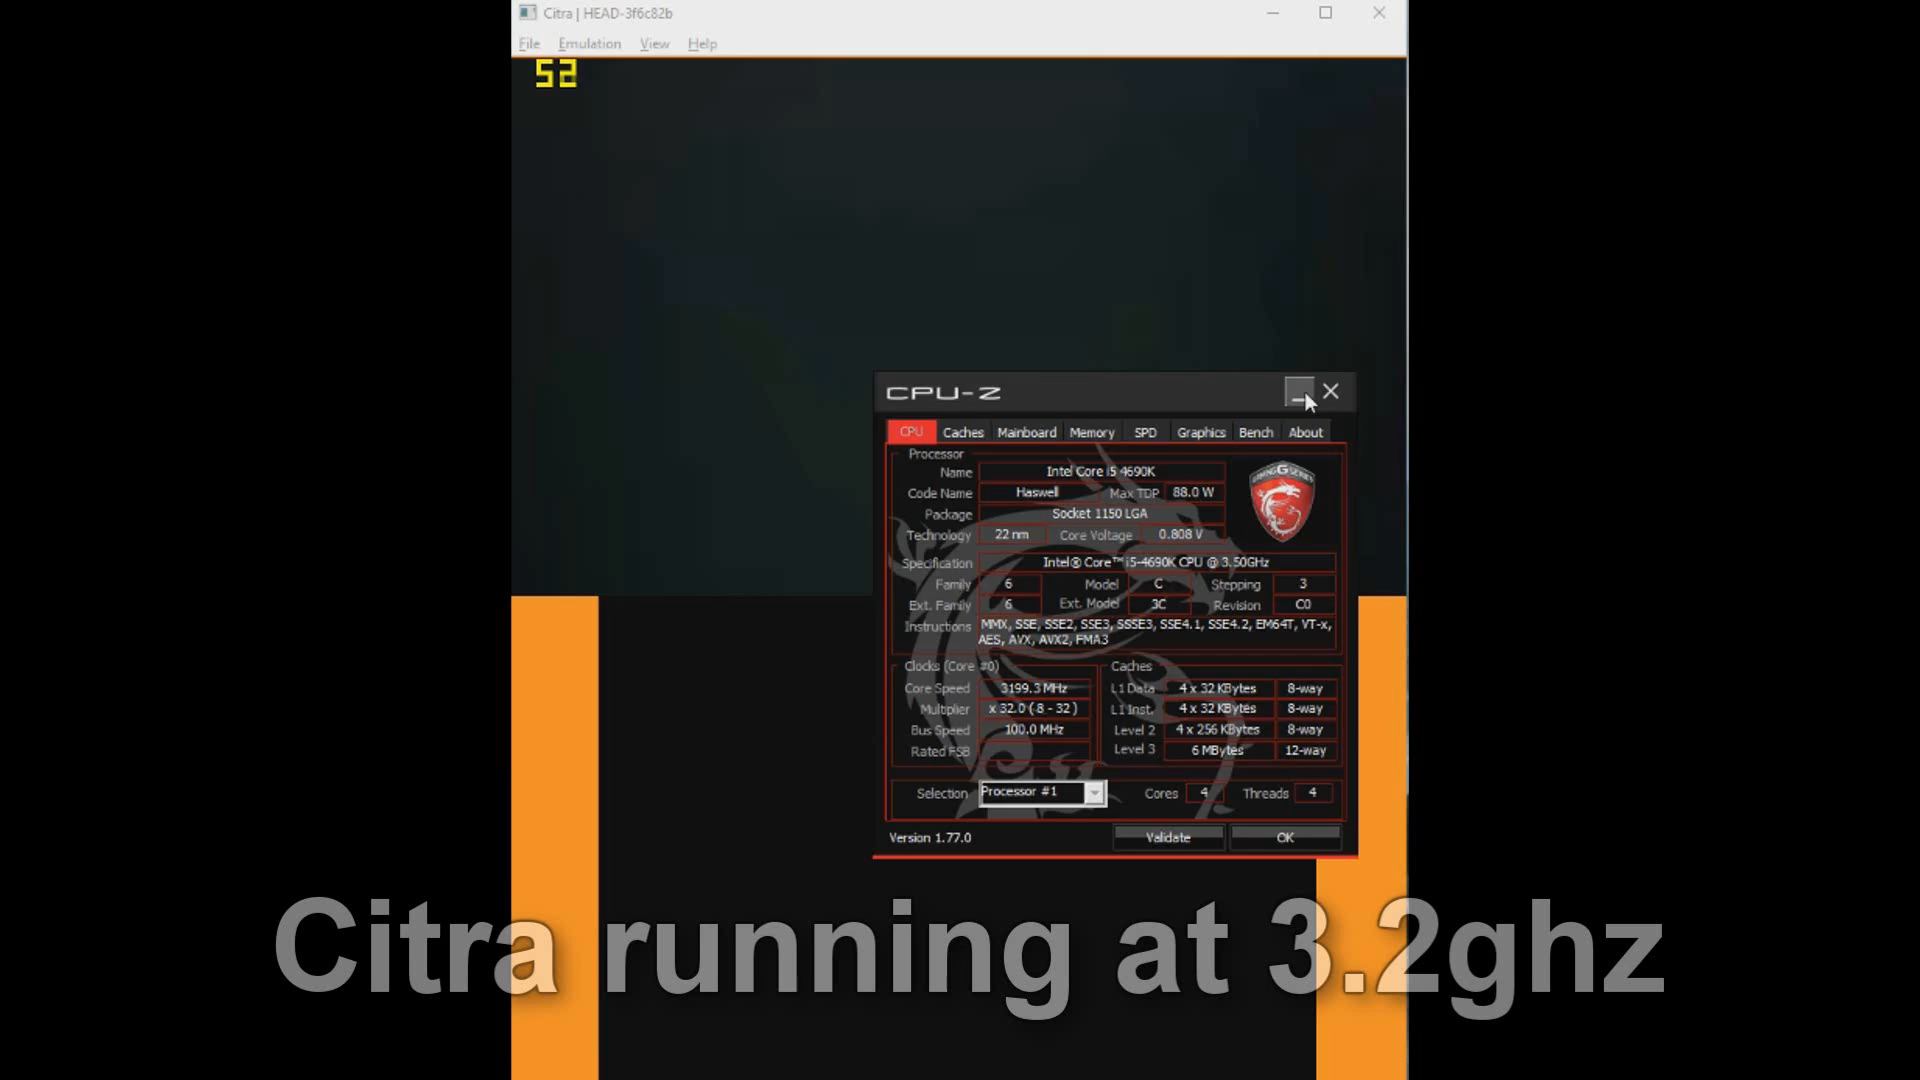 Citra | HEAD-3f6c82b
File Emulation View Help
52
CPU-Z
CPU Caches Mainboard Memory SPD Graphics Bench About
Processor
Name Intel Core i5 4690K
GAMING G SERIES
Code Name Haswell Max TDP 88.0 W
Package Socket 1150 LGA
Technology 22 nm Core Voltage 0.808 V
Specification Intel® Core™ i5-4690K CPU @ 3.50GHz
Family 6 Model C Stepping 3
Ext. Family 6 Ext. Model 3C Revision C0
Instructions MMX, SSE, SSE2, SSE3, SSSE3, SSE4.1, SSE4.2, EM64T, VT-x,
AES, AVX, AVX2, FMA3
Clocks (Core #0) Caches
Core Speed 3199.3 MHz L1 Data 4 x 32 KBytes 8-way
Multiplier x 32.0 ( 8 - 32 ) L1 Inst. 4 x 32 KBytes 8-way
Bus Speed 100.0 MHz Level 2 4 x 256 KBytes 8-way
Rated FSB Level 3 6 MBytes 12-way
Selection Processor #1 Cores 4 Threads 4
Version 1.77.0 Validate OK
Citra running at 3.2ghz